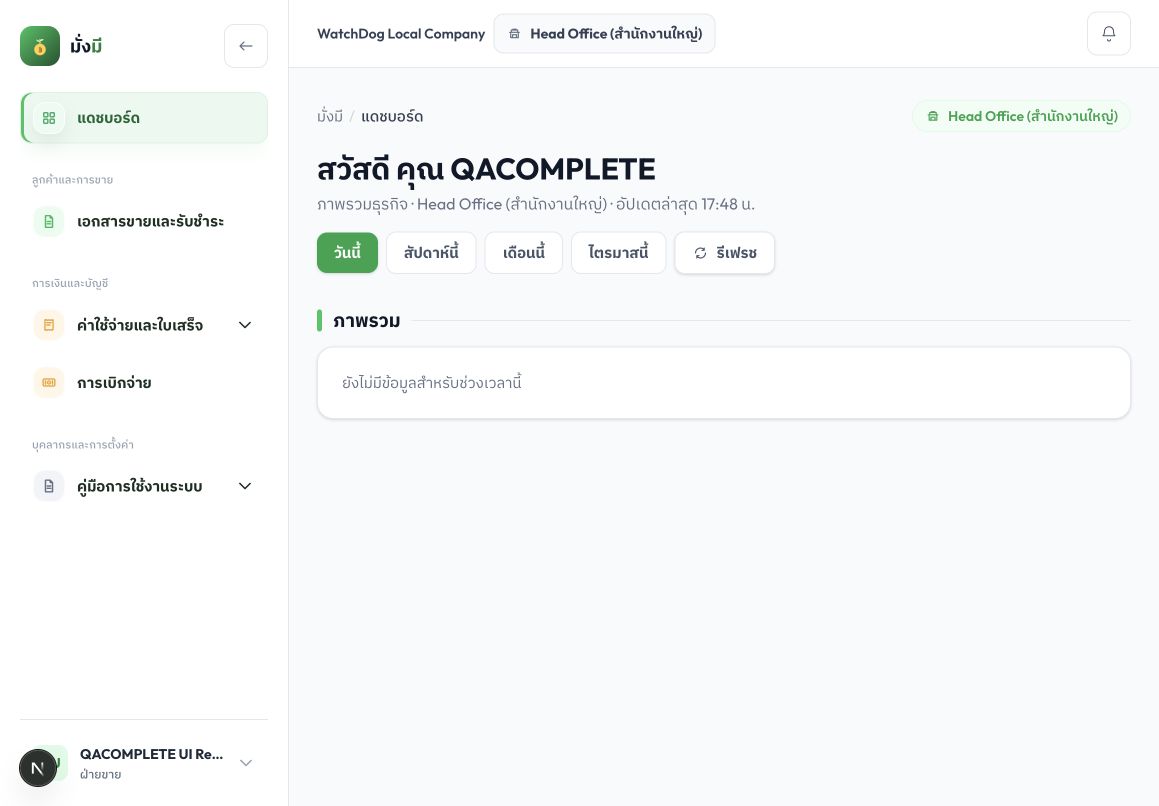 มั่งมี
แดชบอร์ด
ลูกค้าและการขาย
เอกสารขายและรับชำระ
การเงินและบัญชี
ค่าใช้จ่ายและใบเสร็จ
การเบิกจ่าย
บุคลากรและการตั้งค่า
คู่มือการใช้งานระบบ
N
QACOMPLETE UI Re...
ฝ่ายขาย
WatchDog Local Company
Head Office (สำนักงานใหญ่)
มั่งมี / แดชบอร์ด
Head Office (สำนักงานใหญ่)
สวัสดี คุณ QACOMPLETE
ภาพรวมธุรกิจ · Head Office (สำนักงานใหญ่) · อัปเดตล่าสุด 17:48 น.
วันนี้
สัปดาห์นี้
เดือนนี้
ไตรมาสนี้
รีเฟรช
ภาพรวม
ยังไม่มีข้อมูลสำหรับช่วงเวลานี้